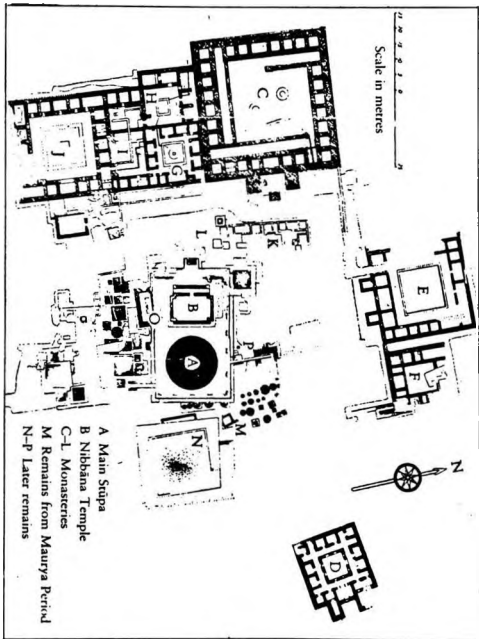 Scale in metres
C
H
G
J
L
K
E
F
B
A
P
M
N
N
D
A Main Stūpa
B Nibbāna Temple
C–L Monasteries
M Remains from Maurya Period
N–P Later remains